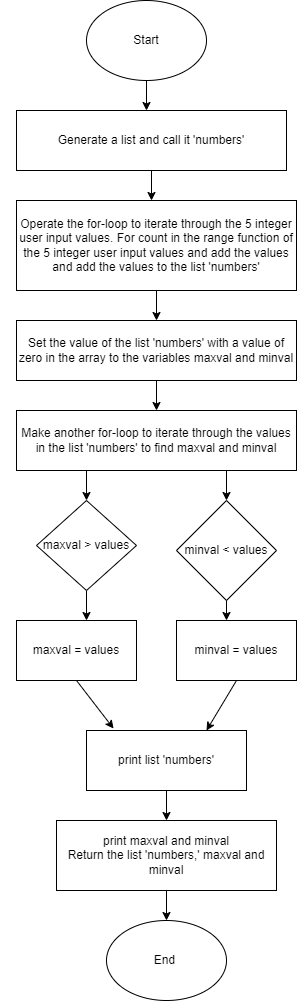 Start
Generate a list and call it 'numbers'
Operate the for-loop to iterate through the 5 integer
user input values. For count in the range function of
the 5 integer user input values and add the values
and add the values to the list 'numbers'
Set the value of the list 'numbers' with a value of
zero in the array to the variables maxval and minval
Make another for-loop to iterate through the values
in the list 'numbers' to find maxval and minval
maxval > values
minval < values
maxval = values
minval = values
print list 'numbers'
print maxval and minval
Return the list 'numbers,' maxval and
minval
End